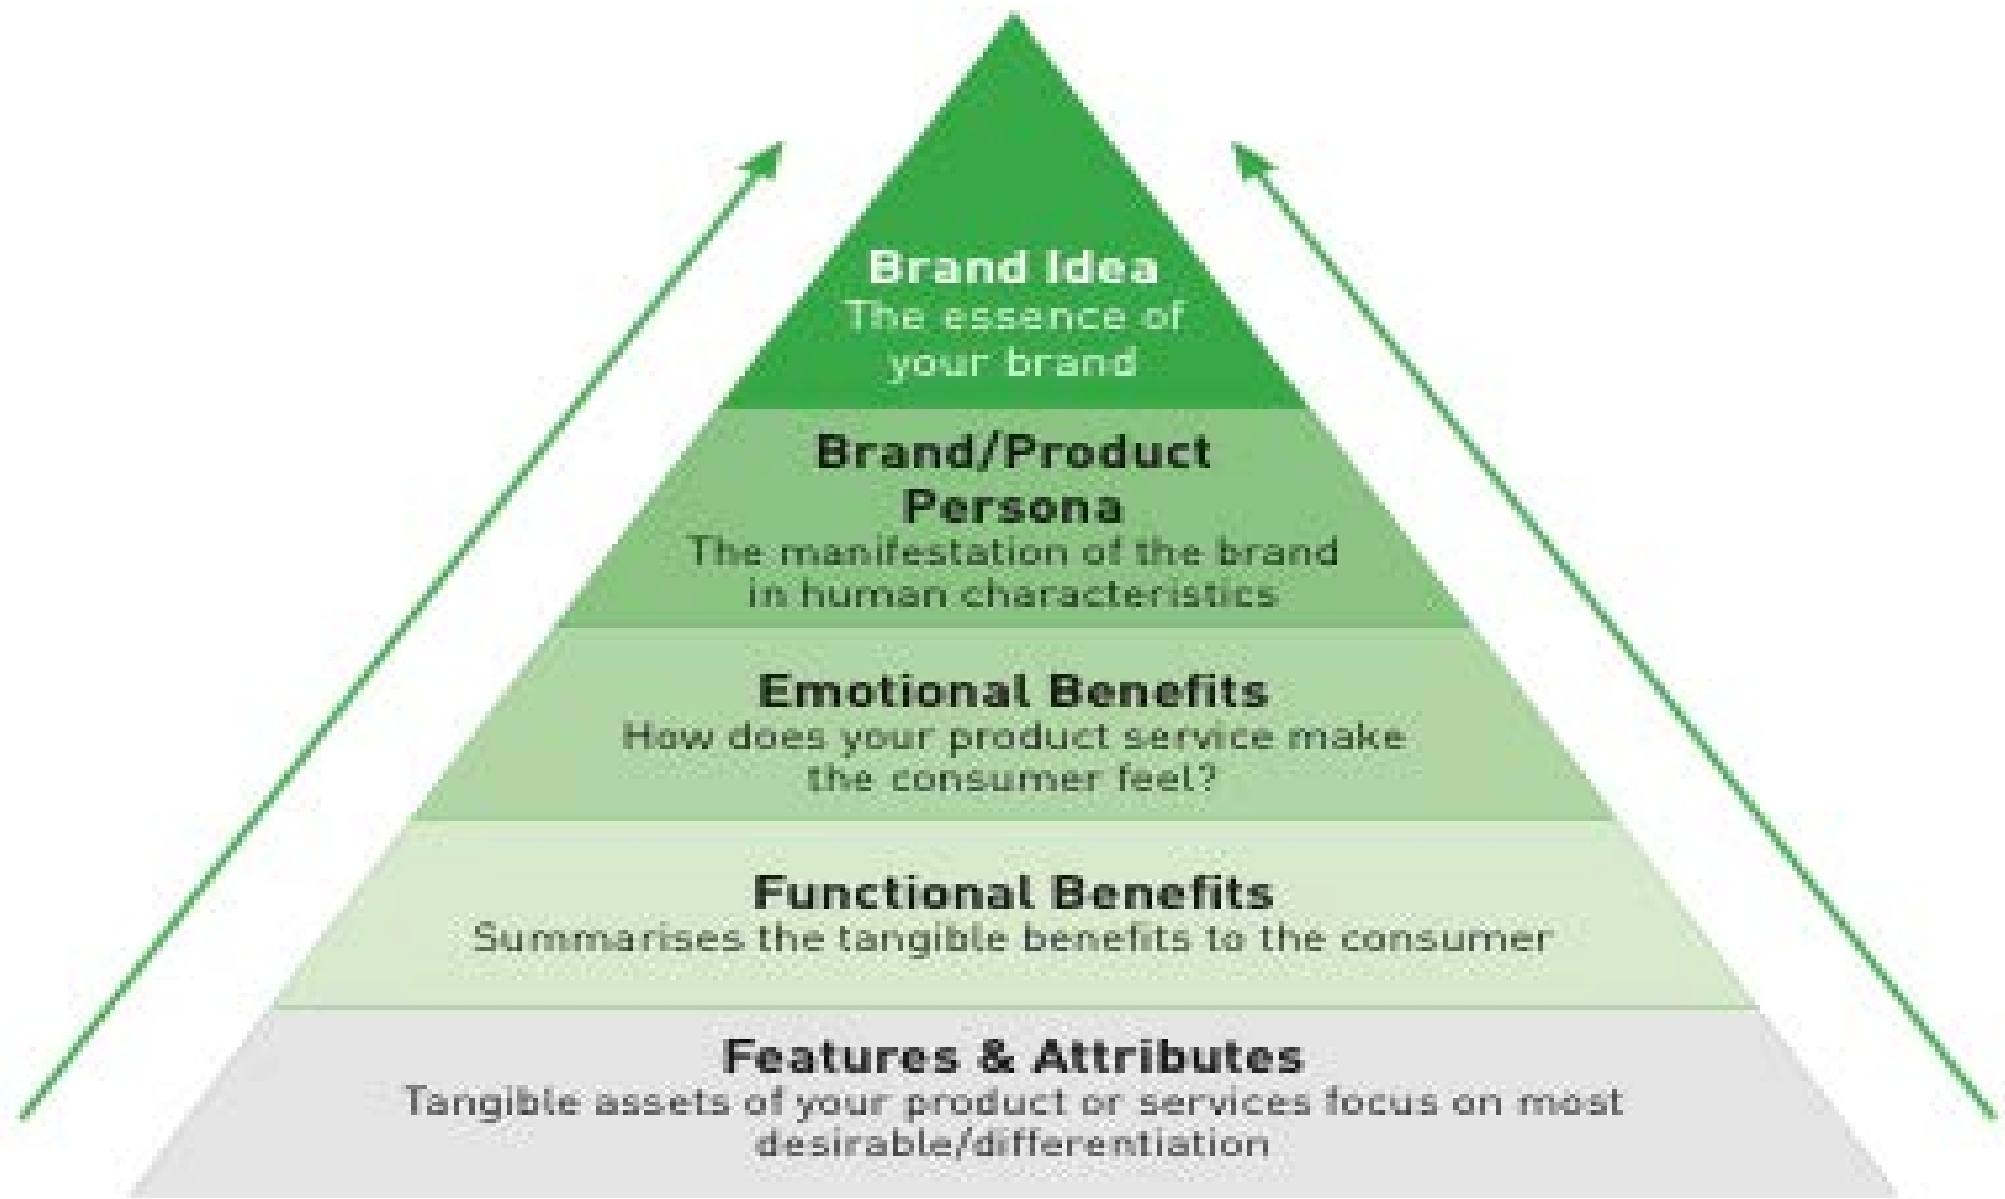 Brand Idea
The essence of
your brand
Brand/Product
Persona
The manifestation of the brand
in human characteristics
Emotional Benefits
How does your product service make
the consumer feel?
Functional Benefits
Summarises the tangible benefits to the consumer
Features & Attributes
Tangible assets of your product or services focus on most
desirable/differentiation